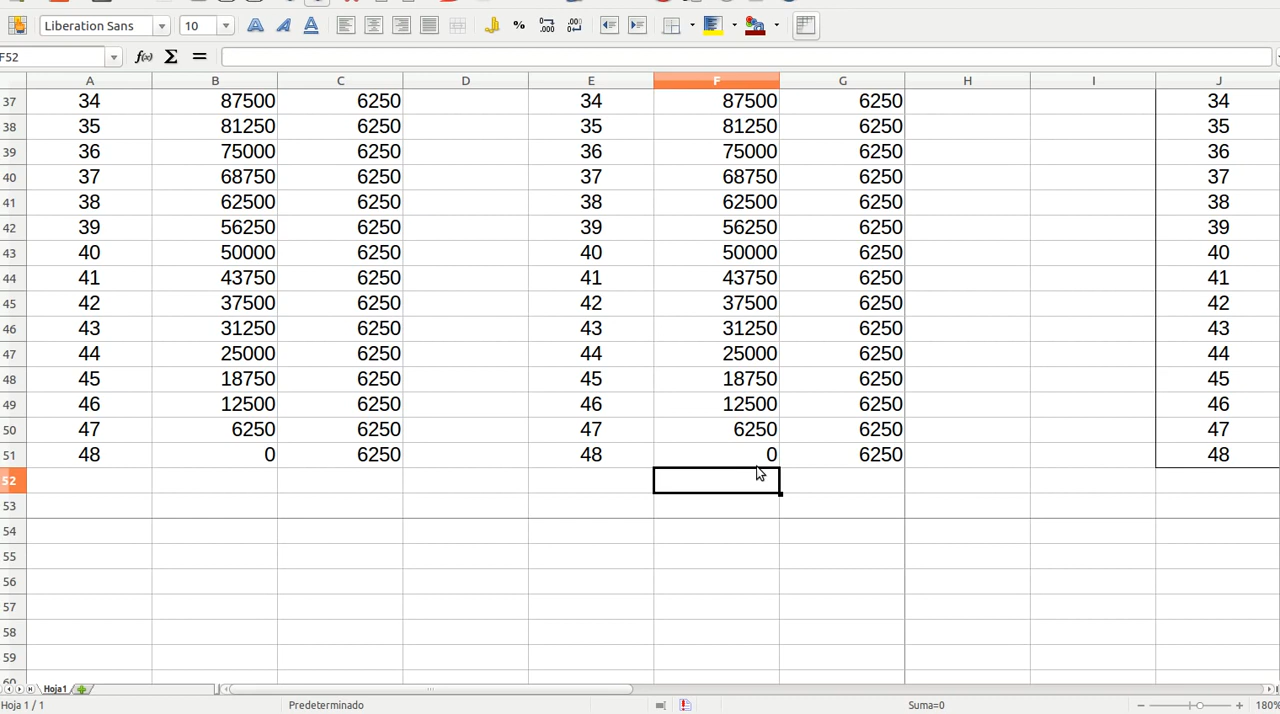 Liberation Sans 10 % .000 .000
F52 f(x) Σ =
A B C D E F G H I J
37 34 87500 6250 34 87500 6250 34
38 35 81250 6250 35 81250 6250 35
39 36 75000 6250 36 75000 6250 36
40 37 68750 6250 37 68750 6250 37
41 38 62500 6250 38 62500 6250 38
42 39 56250 6250 39 56250 6250 39
43 40 50000 6250 40 50000 6250 40
44 41 43750 6250 41 43750 6250 41
45 42 37500 6250 42 37500 6250 42
46 43 31250 6250 43 31250 6250 43
47 44 25000 6250 44 25000 6250 44
48 45 18750 6250 45 18750 6250 45
49 46 12500 6250 46 12500 6250 46
50 47 6250 6250 47 6250 6250 47
51 48 0 6250 48 0 6250 48
52
53
54
55
56
57
58
59
60
Hoja1
Hoja 1 / 1 Predeterminado Suma=0 180%